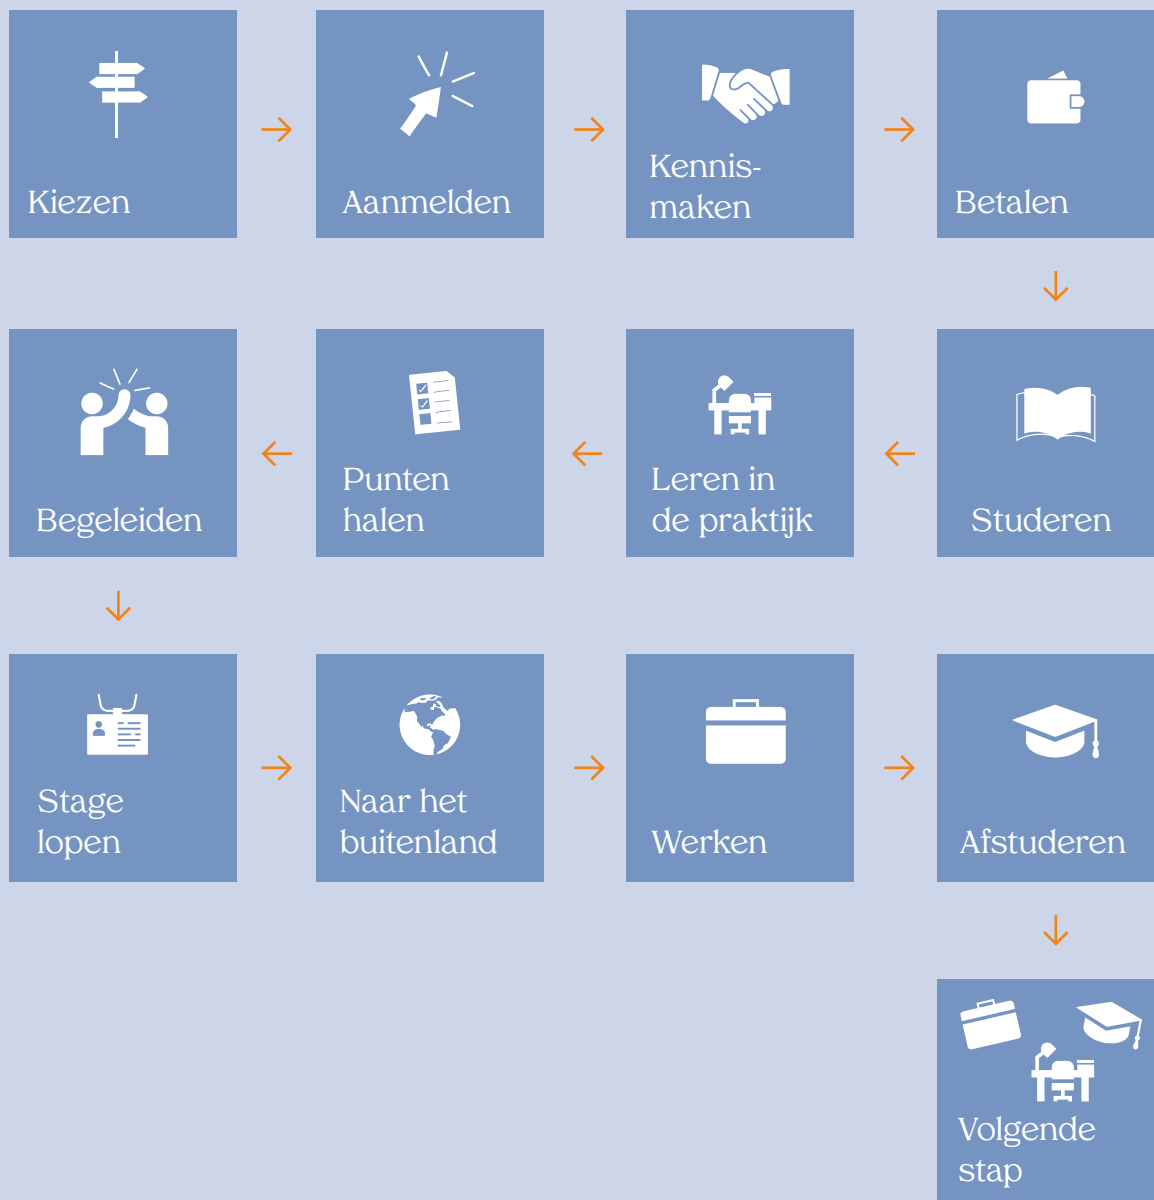 Kiezen
Aanmelden
Kennis-
maken
Betalen
Studeren
Leren in
de praktijk
Punten
halen
Begeleiden
Stage
lopen
Naar het
buitenland
Werken
Afstuderen
Volgende
stap